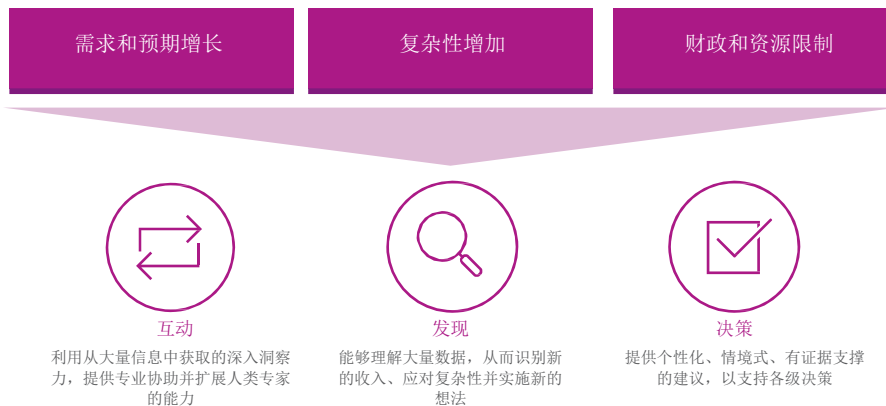 需求和预期增长
复杂性增加
财政和资源限制
互动
利用从大量信息中获取的深入洞察
力，提供专业协助并扩展人类专家
的能力
发现
能够理解大量数据，从而识别新
的收入、应对复杂性并实施新的
想法
决策
提供个性化、情境式、有证据支撑
的建议，以支持各级决策